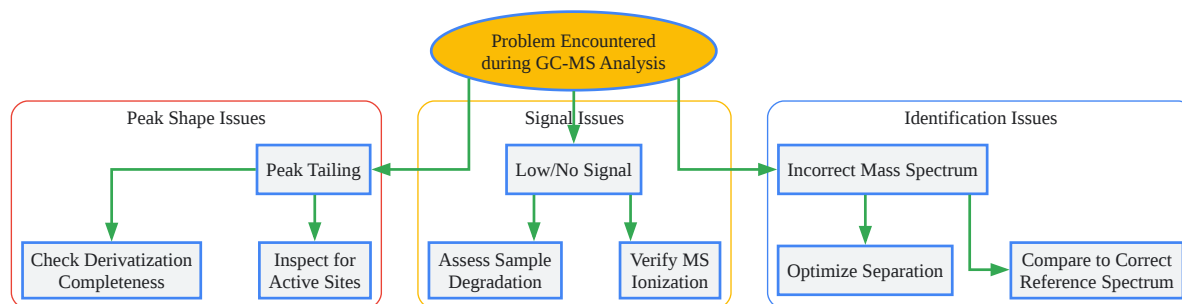 Problem Encountered
during GC-MS Analysis
Peak Shape Issues
Peak Tailing
Check Derivatization
Completeness
Inspect for
Active Sites
Signal Issues
Low/No Signal
Assess Sample
Degradation
Verify MS
Ionization
Identification Issues
Incorrect Mass Spectrum
Optimize Separation
Compare to Correct
Reference Spectrum